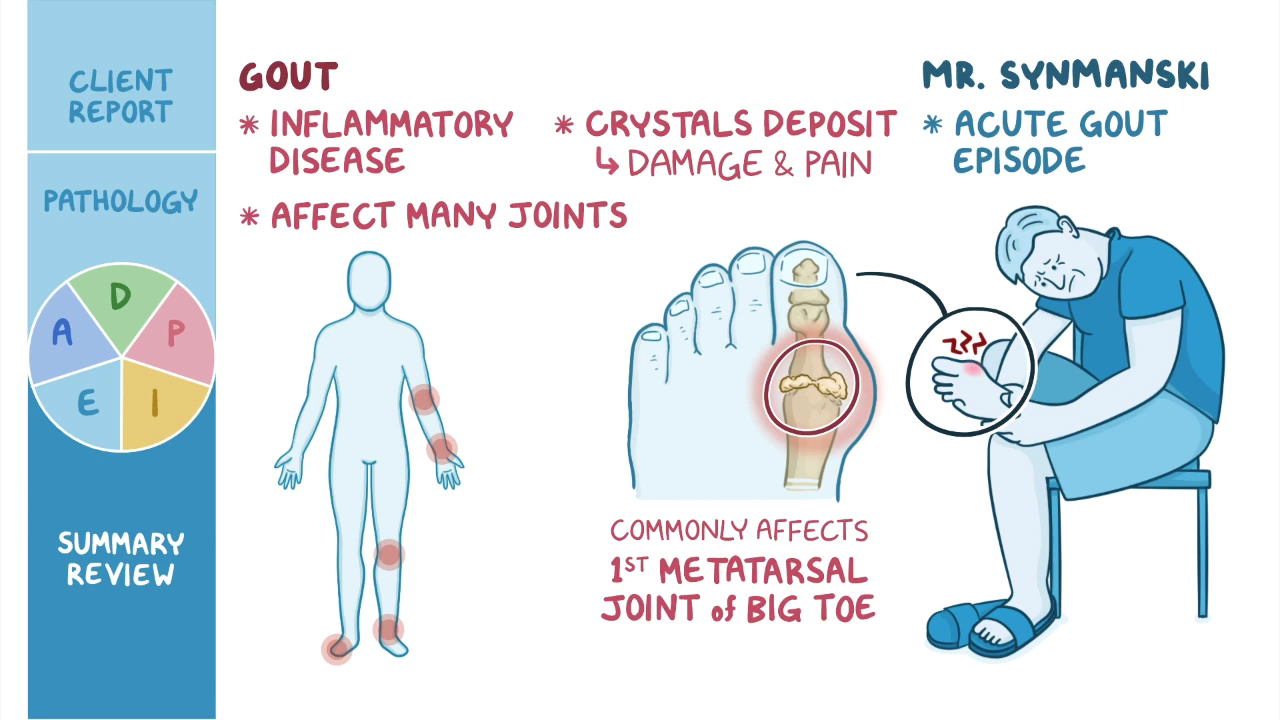 CLIENT
REPORT
PATHOLOGY
D
A
P
E
I
SUMMARY
REVIEW
GOUT
* INFLAMMATORY
DISEASE
* AFFECT MANY JOINTS
* CRYSTALS DEPOSIT
↳ DAMAGE & PAIN
COMMONLY AFFECTS
1ST METATARSAL
JOINT of BIG TOE
MR. SYNMANSKI
* ACUTE GOUT
EPISODE